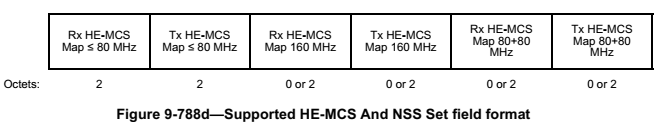 Rx HE-MCS
Map ≤ 80 MHz
Tx HE-MCS
Map ≤ 80 MHz
Rx HE-MCS
Map 160 MHz
Tx HE-MCS
Map 160 MHz
Rx HE-MCS
Map 80+80
MHz
Tx HE-MCS
Map 80+80
MHz
Octets: 2 2 0 or 2 0 or 2 0 or 2 0 or 2
Figure 9-788d—Supported HE-MCS And NSS Set field format